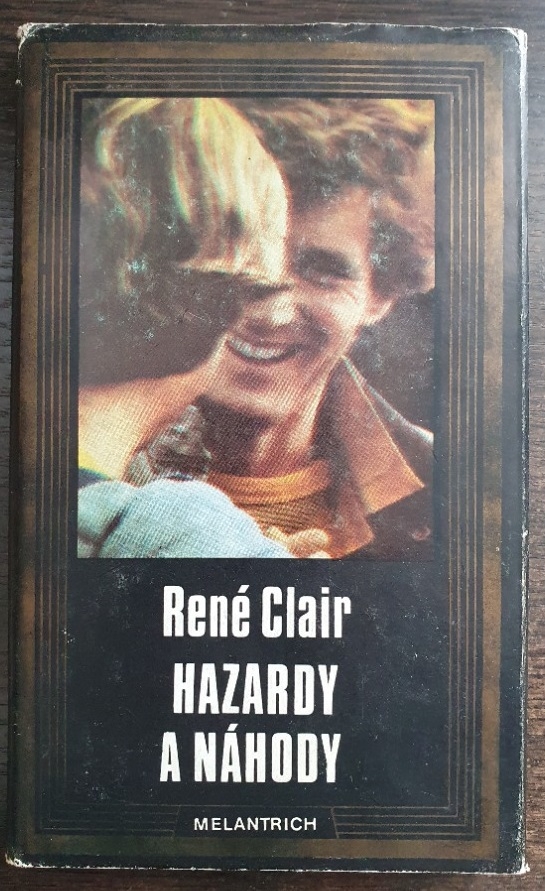 René Clair
HAZARDY
A NÁHODY
MELANTRICH